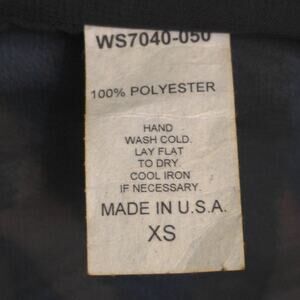 WS7040-050
100% POLYESTER
HAND
WASH COLD.
LAY FLAT
TO DRY.
COOL IRON
IF NECESSARY.
MADE IN U.S.A.
XS